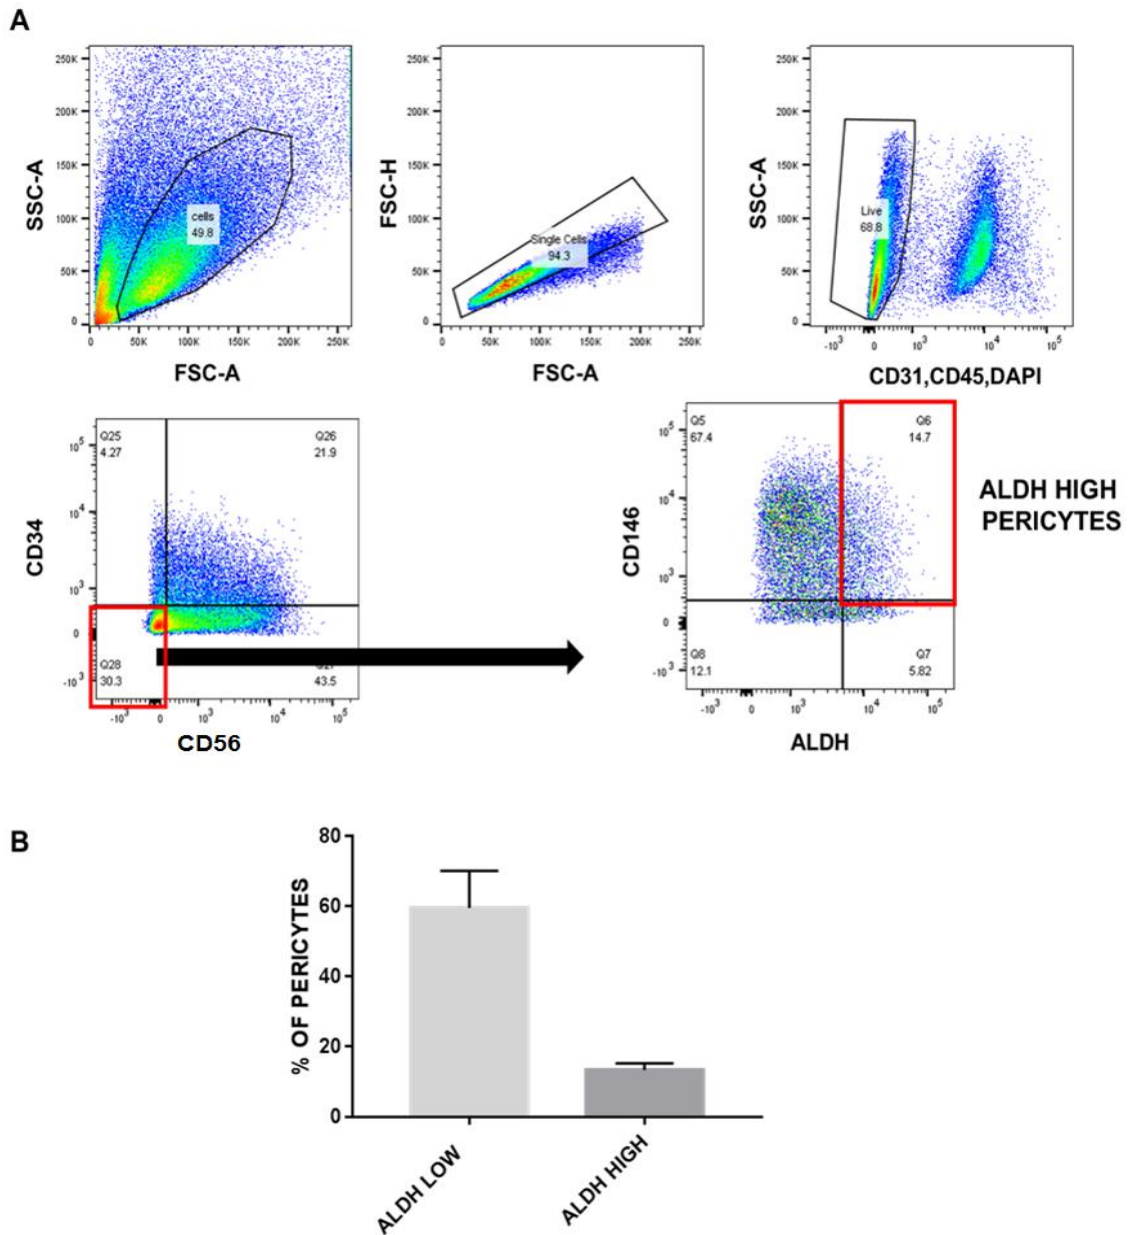 A
SSC-A
250K
200K
150K
100K
50K
0
cells
49.8
0 50K 100K 150K 200K 250K
FSC-A
FSC-H
250K
200K
150K
100K
50K
0
Single Cells
94.3
0 50K 100K 150K 200K 250K
FSC-A
SSC-A
250K
200K
150K
100K
50K
0
Live
68.8
-10³ 0 10³ 10⁴ 10⁵
CD31,CD45,DAPI
CD34
10⁵
10⁴
10³
0
-10³
Q25
4.27
Q26
21.9
Q28
30.3
43.5
-10³ 0 10³ 10⁴ 10⁵
CD56
CD146
10⁵
10⁴
10³
0
-10³
Q5
67.4
Q6
14.7
Q8
12.1
Q7
5.82
-10³ 0 10³ 10⁴ 10⁵
ALDH
ALDH HIGH
PERICYTES
B
% OF PERICYTES
80
60
40
20
0
ALDH LOW
ALDH HIGH